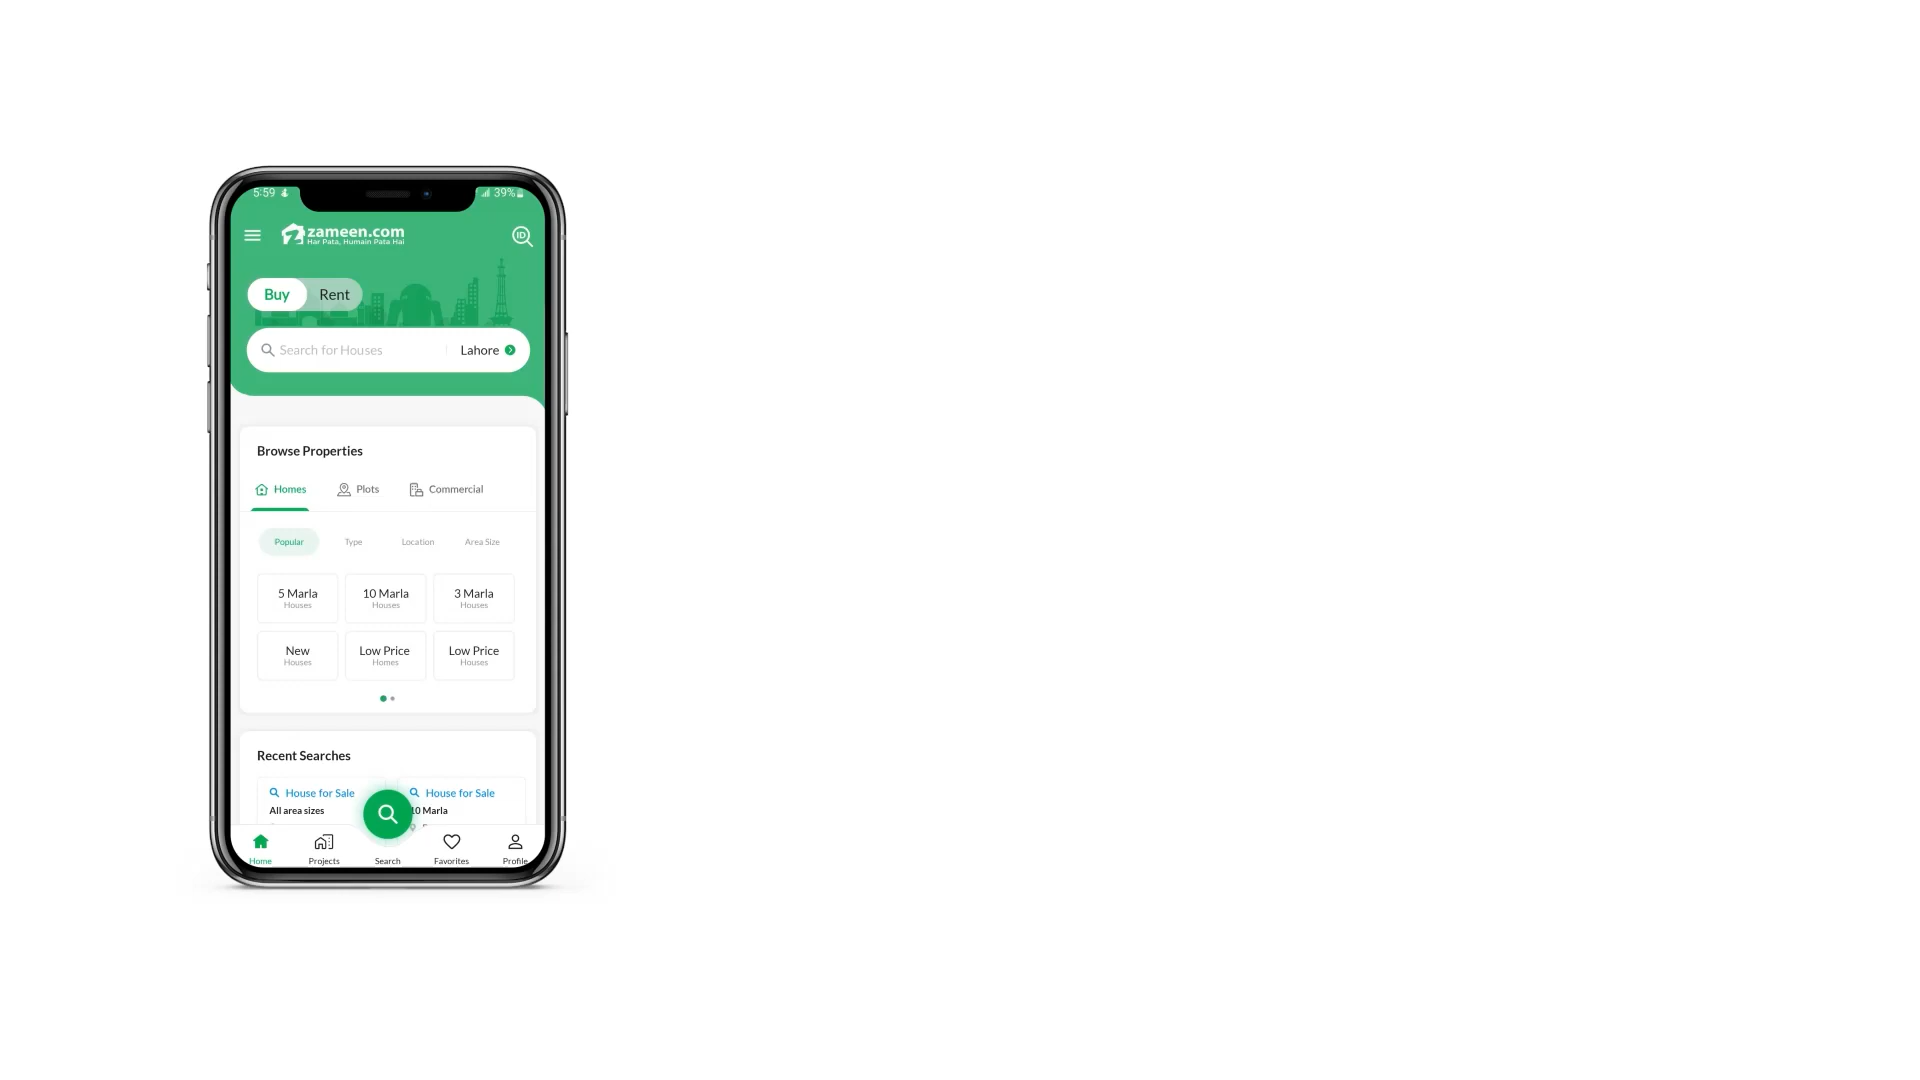 5:59 39%
zameen.com
Har Pata, Humain Pata Hai
ID
Buy Rent
Search for Houses Lahore
Browse Properties
Homes Plots Commercial
Popular Type Location Area Size
5 Marla 10 Marla 3 Marla
Houses Houses Houses
New Low Price Low Price
Houses Homes Houses
Recent Searches
House for Sale House for Sale
All area sizes 10 Marla
Home Projects Search Favorites Profile